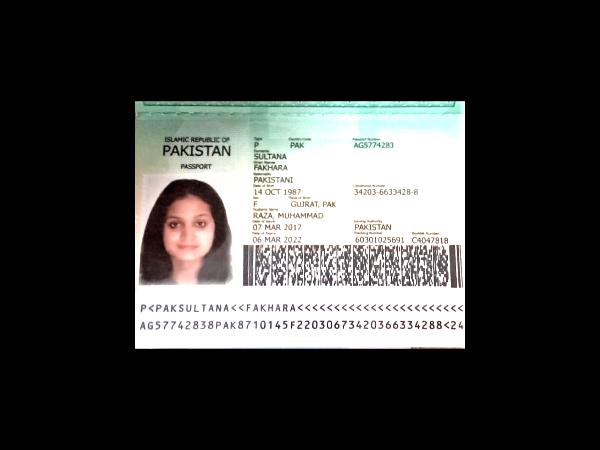 ISLAMIC REPUBLIC OF
PAKISTAN
PASSPORT
Type Country Code Passport Number
P PAK AG5774283
Surname
SULTANA
Given Names
FAKHARA
Nationality
PAKISTANI
Date of Birth Citizenship Number
14 OCT 1987 34203-6633428-8
Sex Place of Birth
F GUJRAT, PAK
Husband Name
RAZA, MUHAMMAD
Date of Issue Issuing Authority
07 MAR 2017 PAKISTAN
Date of Expiry Tracking Number Booklet Number
06 MAR 2022 60301025691 C4047818
P<PAKSULTANA<<FAKHARA<<<<<<<<<<<<<<<<<<<<<<<
AG57742838PAK8710145F22030673420366334288<24